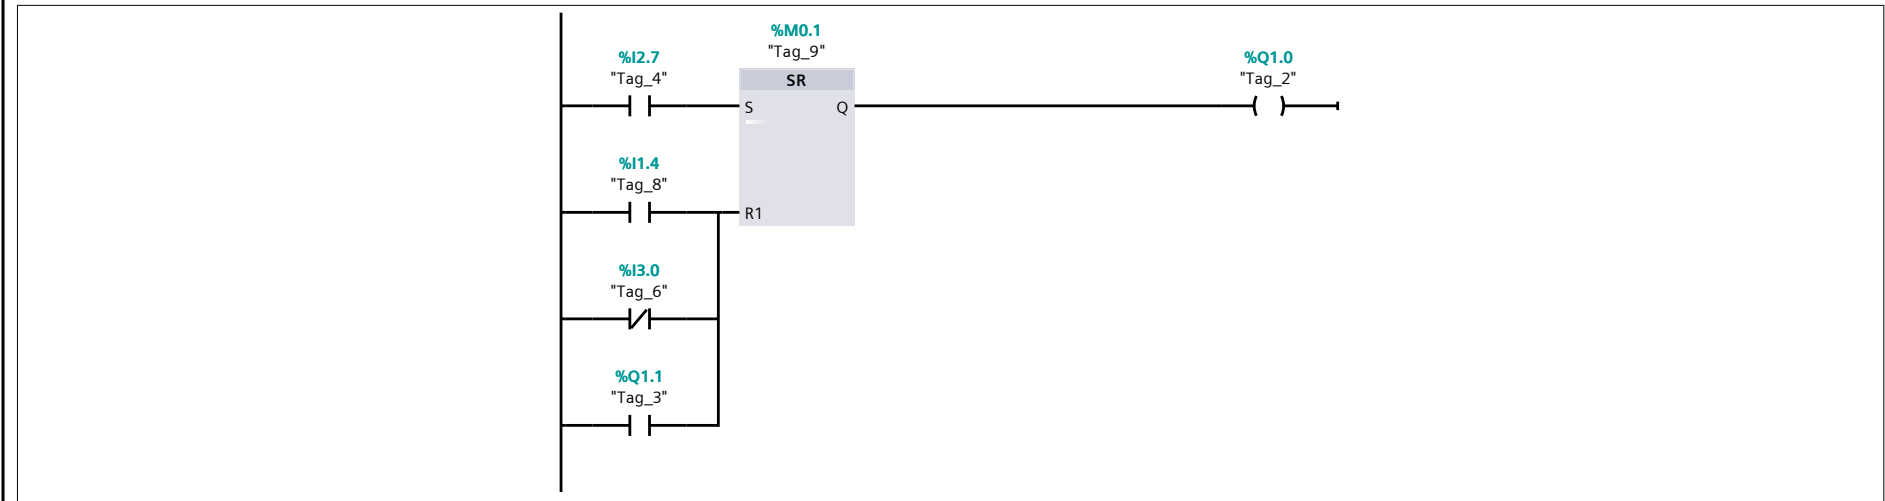 %M0.1
"Tag_9"
%I2.7
"Tag_4"
SR
S
Q
%Q1.0
"Tag_2"
%I1.4
"Tag_8"
R1
%I3.0
"Tag_6"
%Q1.1
"Tag_3"